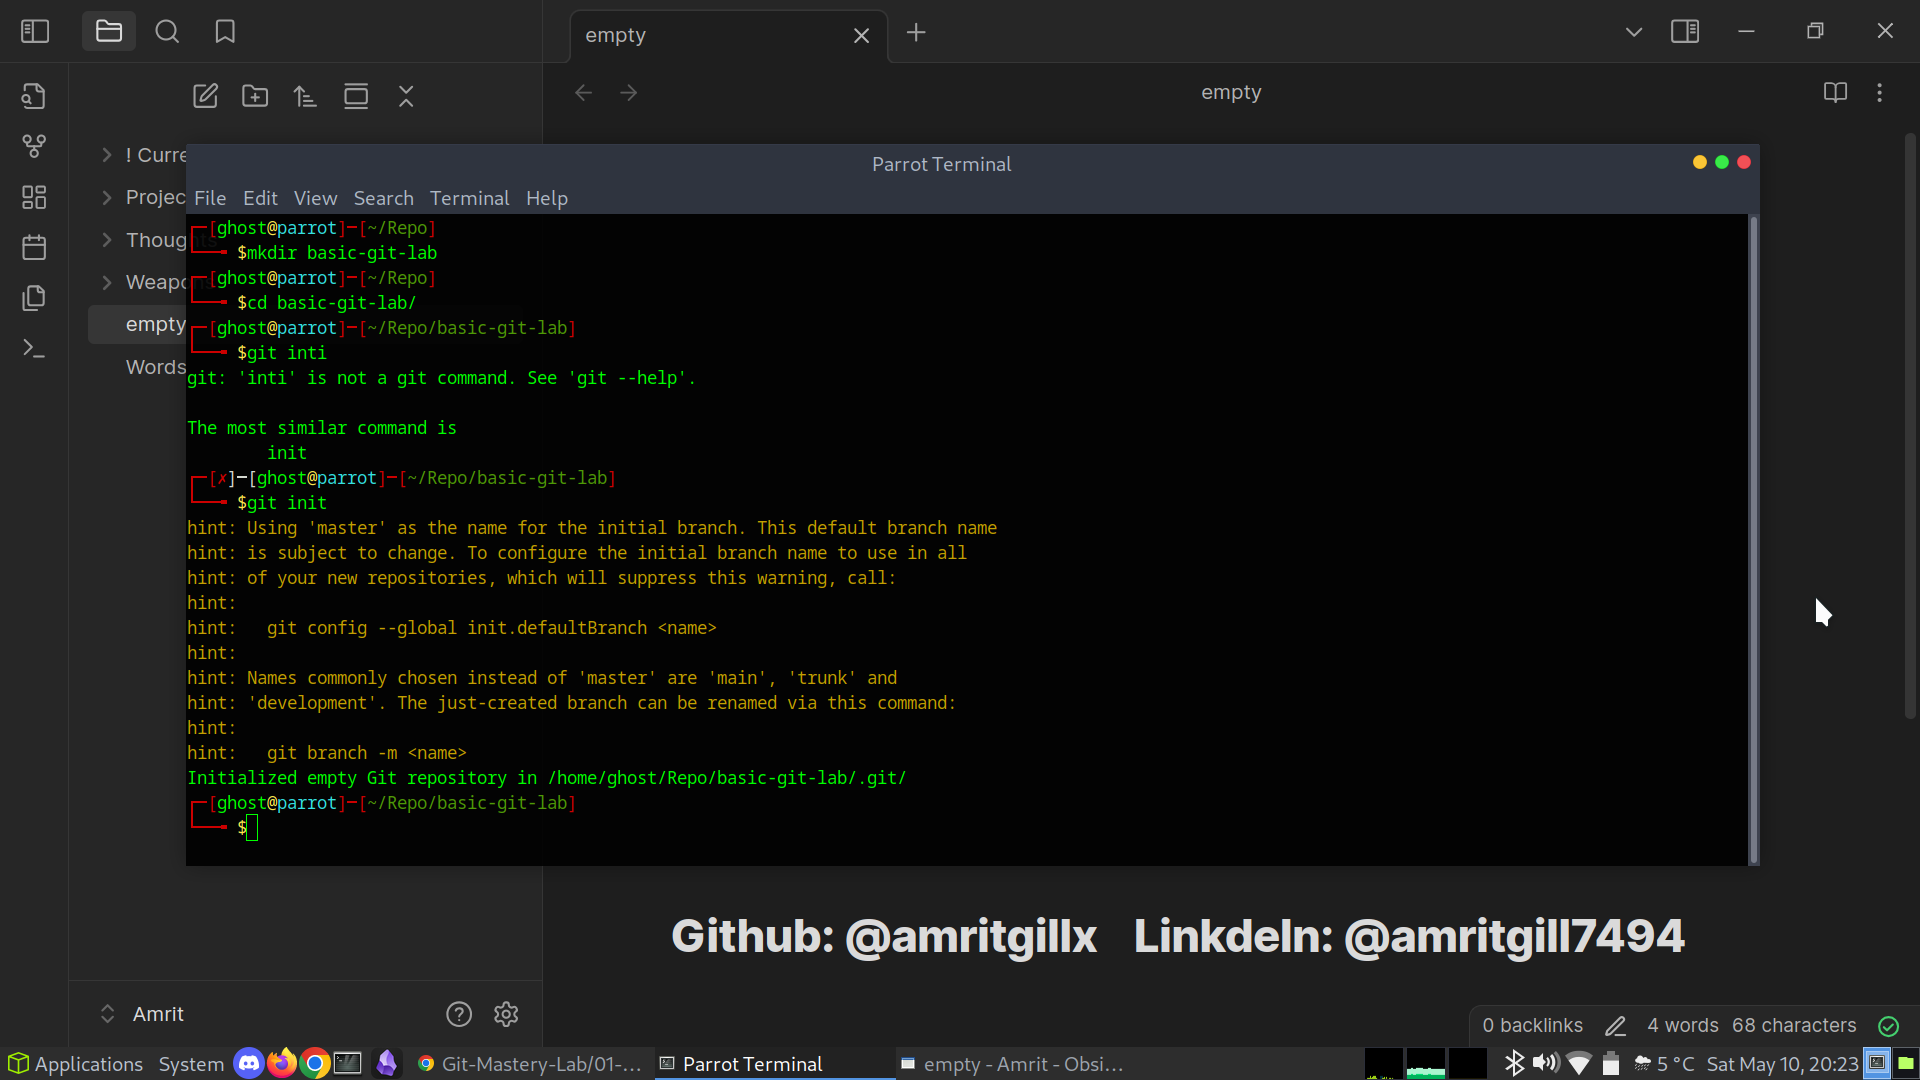 empty
empty
! Curre
Projec
Thoug
Weap
empty
Words
Parrot Terminal
File Edit View Search Terminal Help
┌─[ghost@parrot]─[~/Repo]
└──╼ $mkdir basic-git-lab
┌─[ghost@parrot]─[~/Repo]
└──╼ $cd basic-git-lab/
┌─[ghost@parrot]─[~/Repo/basic-git-lab]
└──╼ $git inti
git: 'inti' is not a git command. See 'git --help'.
The most similar command is
init
┌─[✗]─[ghost@parrot]─[~/Repo/basic-git-lab]
└──╼ $git init
hint: Using 'master' as the name for the initial branch. This default branch name
hint: is subject to change. To configure the initial branch name to use in all
hint: of your new repositories, which will suppress this warning, call:
hint:
hint:   git config --global init.defaultBranch <name>
hint:
hint: Names commonly chosen instead of 'master' are 'main', 'trunk' and
hint: 'development'. The just-created branch can be renamed via this command:
hint:
hint:   git branch -m <name>
Initialized empty Git repository in /home/ghost/Repo/basic-git-lab/.git/
┌─[ghost@parrot]─[~/Repo/basic-git-lab]
└──╼ $
Github: @amritgillx   LinkdeIn: @amritgill7494
Amrit
0 backlinks 4 words 68 characters
Applications System Git-Mastery-Lab/01-... Parrot Terminal empty - Amrit - Obsi... 5 °C Sat May 10, 20:23